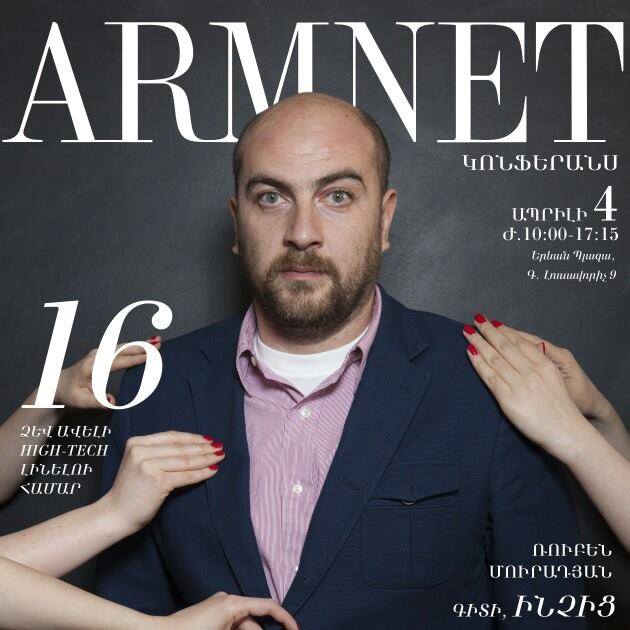 ARMNET
ԿՈՆՖԵՐԱՆՍ
ԱՊՐԻԼԻ 4
Ժ.10:00-17:15
Երևան Պլազա,
Գ. Լուսավորիչ 9
16
ՁԵՎ ԱՎԵԼԻ
HIGH-TECH
ԼԻՆԵԼՈՒ
ՀԱՄԱՐ
ՌՈՒԲԵՆ
ՄՈՒՐԱԴՅԱՆ
ԳԻՏԻ, ԻՆՉԻՑ